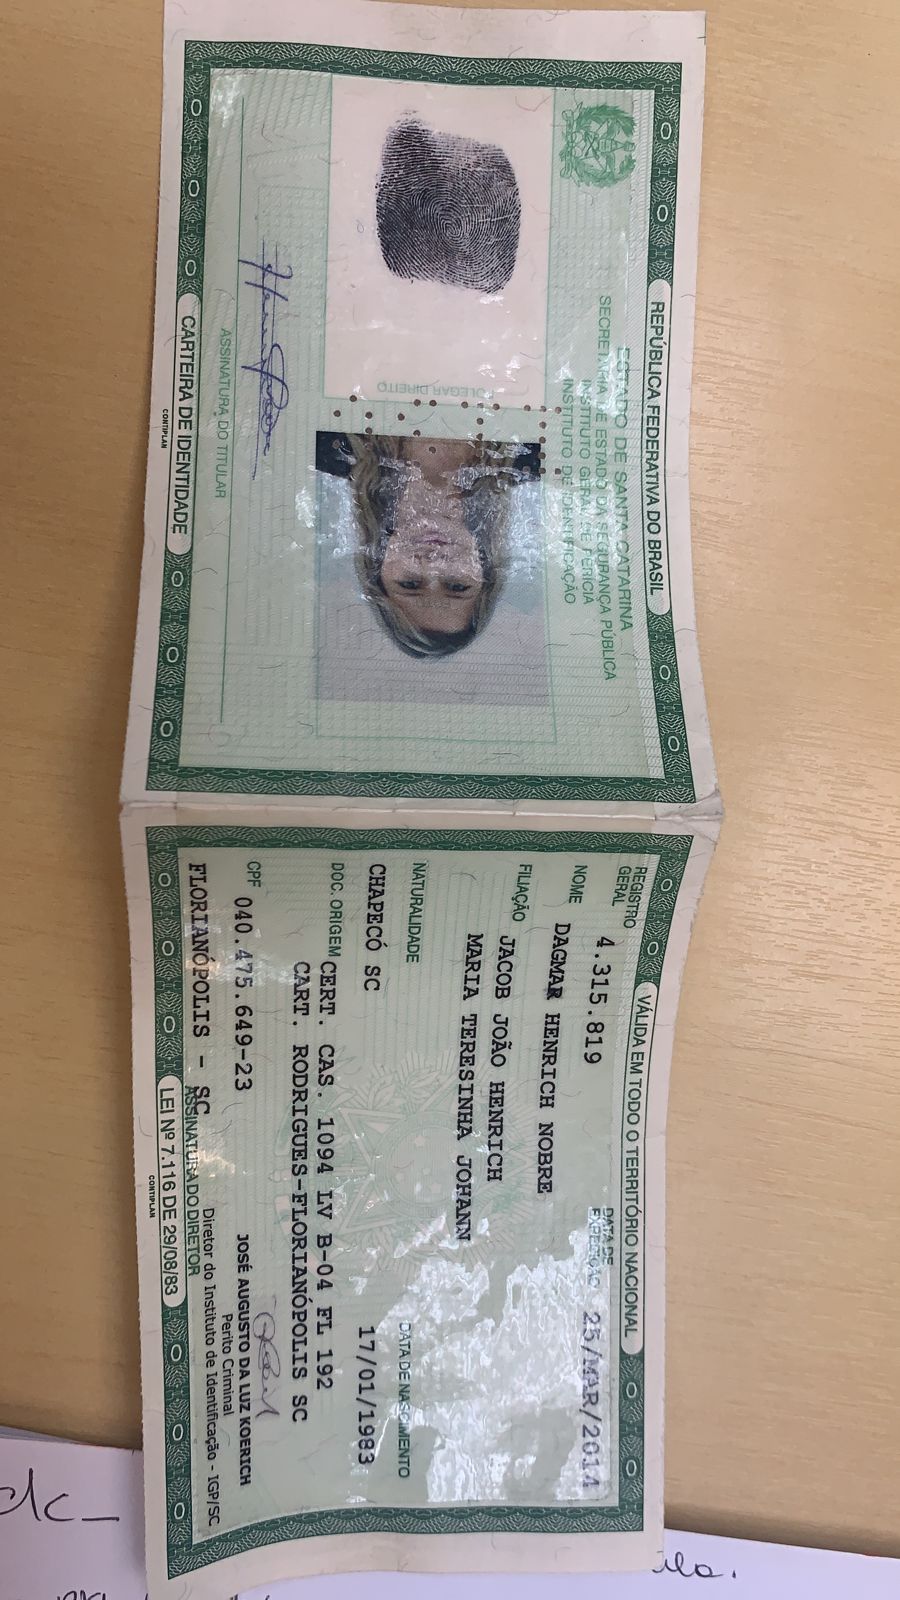 REPÚBLICA FEDERATIVA DO BRASIL
ESTADO DE SANTA CATARINA
SECRETARIA DE ESTADO DA SEGURANÇA PÚBLICA
INSTITUTO GERAL DE PERÍCIA
INSTITUTO DE IDENTIFICAÇÃO
POLEGAR DIREITO
ASSINATURA DO TITULAR
CARTEIRA DE IDENTIDADE
CONTIPLAN
VÁLIDA EM TODO O TERRITÓRIO NACIONAL
REGISTRO GERAL 4.315.819 DATA DE EXPEDIÇÃO 25/MAR/2014
NOME DAGMAR HENRICH NOBRE
FILIAÇÃO JACOB JOÃO HENRICH
MARIA TERESINHA JOHANN
NATURALIDADE DATA DE NASCIMENTO
CHAPECÓ SC 17/01/1983
DOC. ORIGEM CERT. CAS. 1094 LV B-04 FL 192
CART. RODRIGUES-FLORIANÓPOLIS SC
CPF 040.475.649-23
JOSÉ AUGUSTO DA LUZ KOERICH
Perito Criminal
Diretor do Instituto de Identificação - IGP/SC
FLORIANÓPOLIS - SC
ASSINATURA DO DIRETOR
LEI Nº 7.116 DE 29/08/83
CONTIPLAN